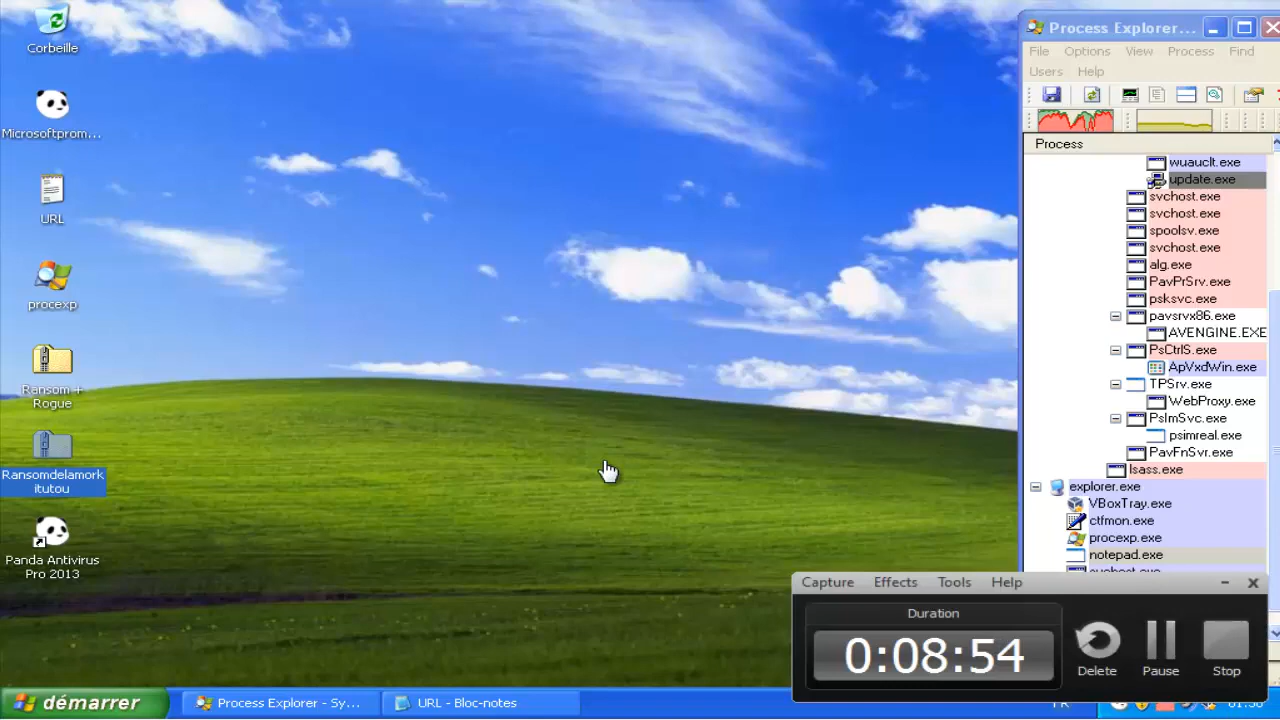 Corbeille
Microsoftprom...
URL
procexp
Ransom +
Rogue
Ransomdelamork
itutou
Panda Antivirus
Pro 2013
Process Explorer...
File Options View Process Find
Users Help
Process
wuauclt.exe
update.exe
svchost.exe
svchost.exe
spoolsv.exe
svchost.exe
alg.exe
PavPrSrv.exe
psksvc.exe
pavsrvx86.exe
AVENGINE.EXE
PsCtrlS.exe
ApVxdWin.exe
TPSrv.exe
WebProxy.exe
PsImSvc.exe
psimreal.exe
PavFnSvr.exe
lsass.exe
explorer.exe
VBoxTray.exe
ctfmon.exe
procexp.exe
notepad.exe
Capture Effects Tools Help
Duration
0:08:54
Delete Pause Stop
démarrer
Process Explorer - Sy...
URL - Bloc-notes